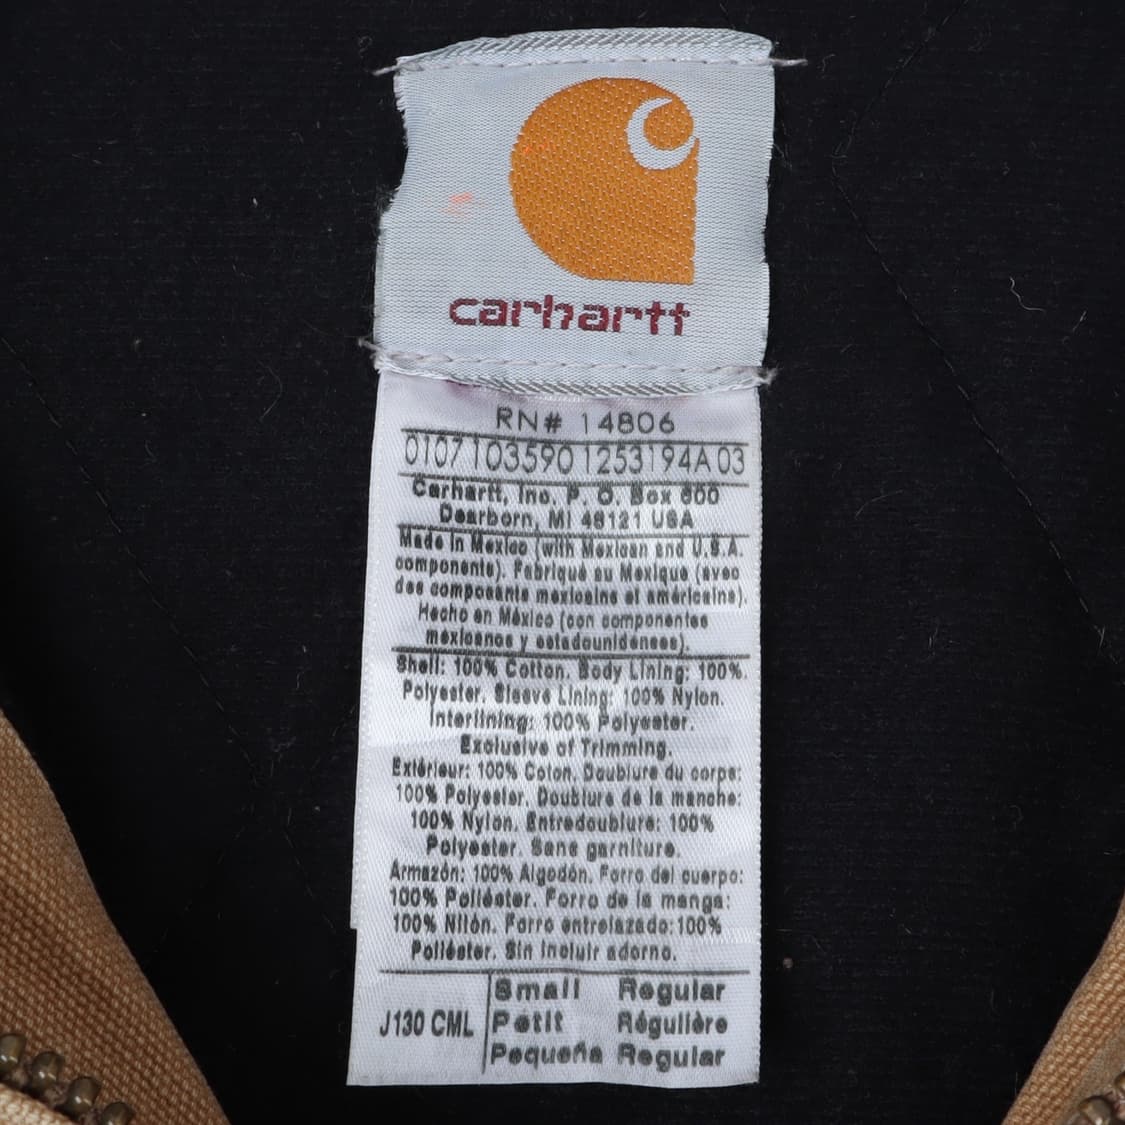 carhartt
RN# 14806
0107 103590 1253194A 03
Carhartt, Inc. P. O. Box 600
Dearborn, MI 48121 USA
Made In Mexico (with Mexican and U.S.A.
components). Fabriqué au Mexique (avec
des composants mexicains et américains).
Hecho en México (con componentes
mexicanos y estadounidenses).
Shell: 100% Cotton. Body Lining: 100%.
Polyester. Sleeve Lining: 100% Nylon.
Interlining: 100% Polyester.
Exclusive of Trimming.
Extérieur: 100% Coton. Doublure du corps:
100% Polyester. Doublure de la manche:
100% Nylon. Entredoublure: 100%
Polyester. Sans garniture.
Armazón: 100% Algodón. Forro del cuerpo:
100% Poliéster. Forro de la manga:
100% Nilón. Forro entrelazado: 100%
Poliéster. Sin incluir adorno.
J130 CML
Small Regular
Petit Régulière
Pequeña Regular